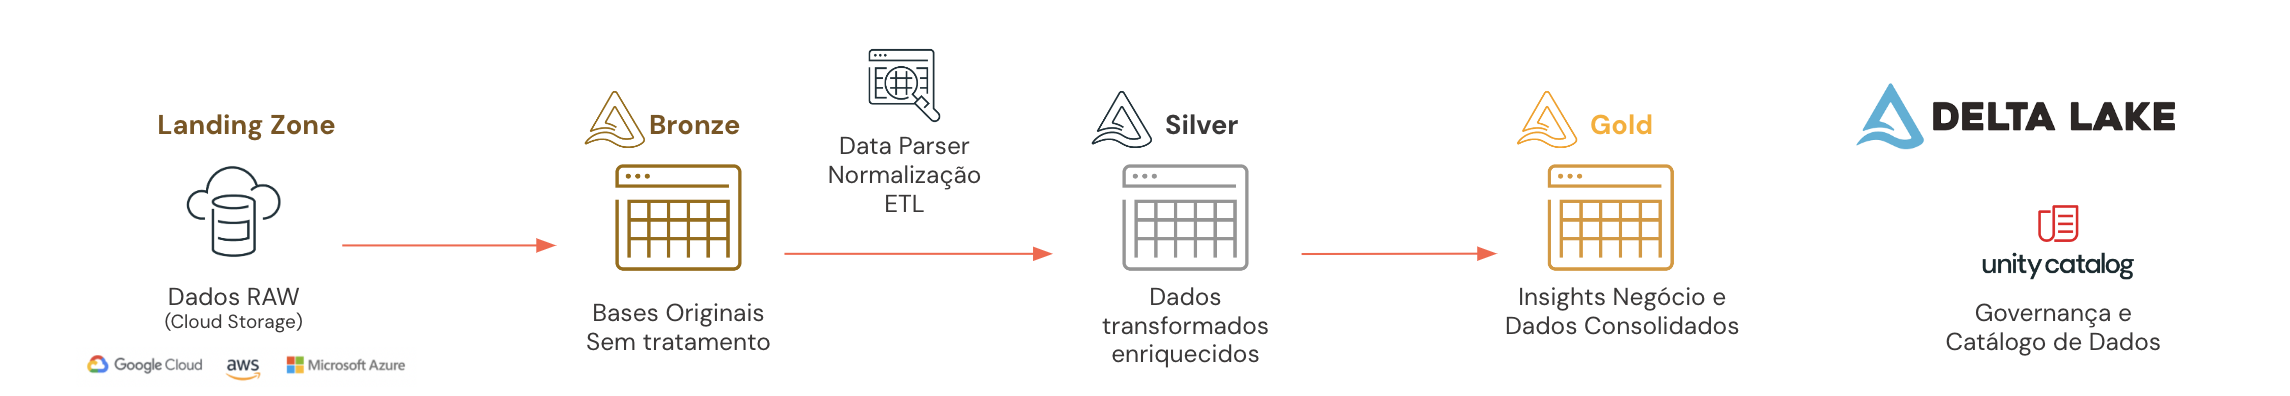 Landing Zone
Dados RAW
(Cloud Storage)
Google Cloud
aws
Microsoft Azure
Bronze
Bases Originais
Sem tratamento
Data Parser
Normalização
ETL
Silver
Dados
transformados
enriquecidos
Gold
Insights Negócio e
Dados Consolidados
DELTA LAKE
unity catalog
Governança e
Catálogo de Dados